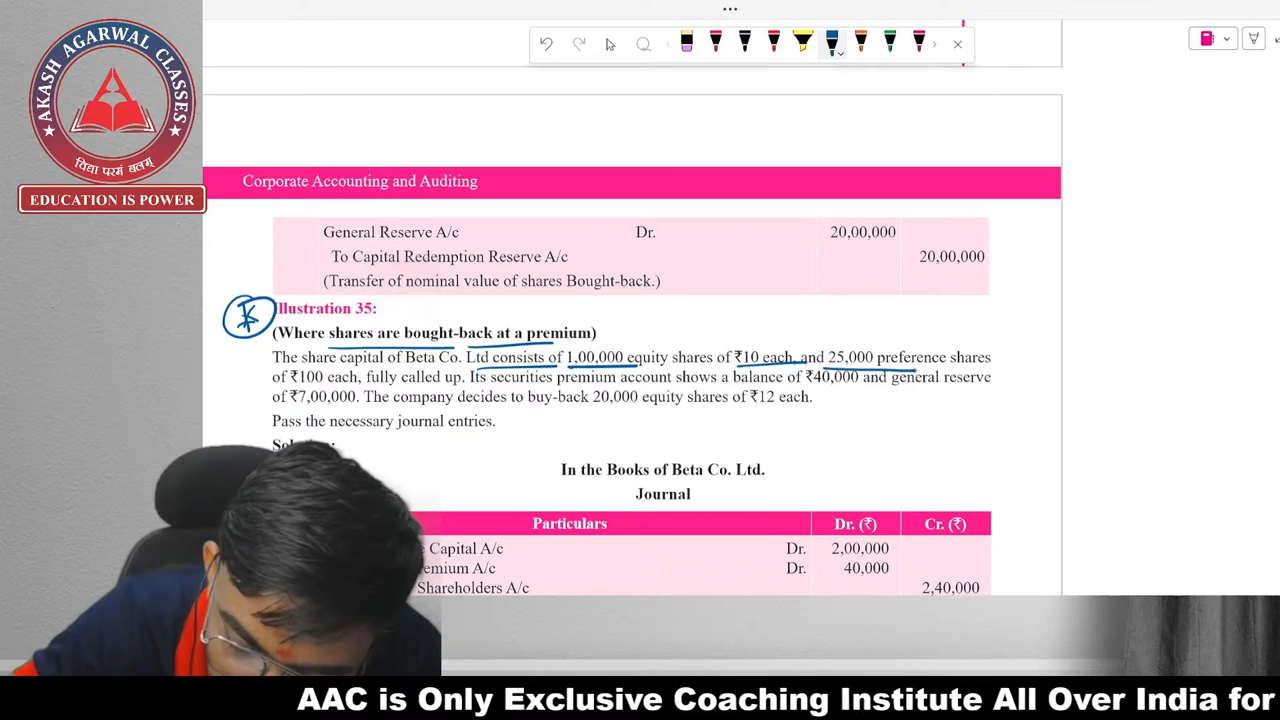 AKASH AGARWAL CLASSES
विद्या परमं बलम्
EDUCATION IS POWER
Corporate Accounting and Auditing
General Reserve A/c Dr. 20,00,000
To Capital Redemption Reserve A/c 20,00,000
(Transfer of nominal value of shares Bought-back.)
Illustration 35:
(Where shares are bought-back at a premium)
The share capital of Beta Co. Ltd consists of 1,00,000 equity shares of ₹10 each, and 25,000 preference shares
of ₹100 each, fully called up. Its securities premium account shows a balance of ₹40,000 and general reserve
of ₹7,00,000. The company decides to buy-back 20,000 equity shares of ₹12 each.
Pass the necessary journal entries.
In the Books of Beta Co. Ltd.
Journal
Particulars Dr. (₹) Cr. (₹)
Capital A/c Dr. 2,00,000
A/c Dr. 40,000
Shareholders A/c 2,40,000
AAC is Only Exclusive Coaching Institute All Over India for